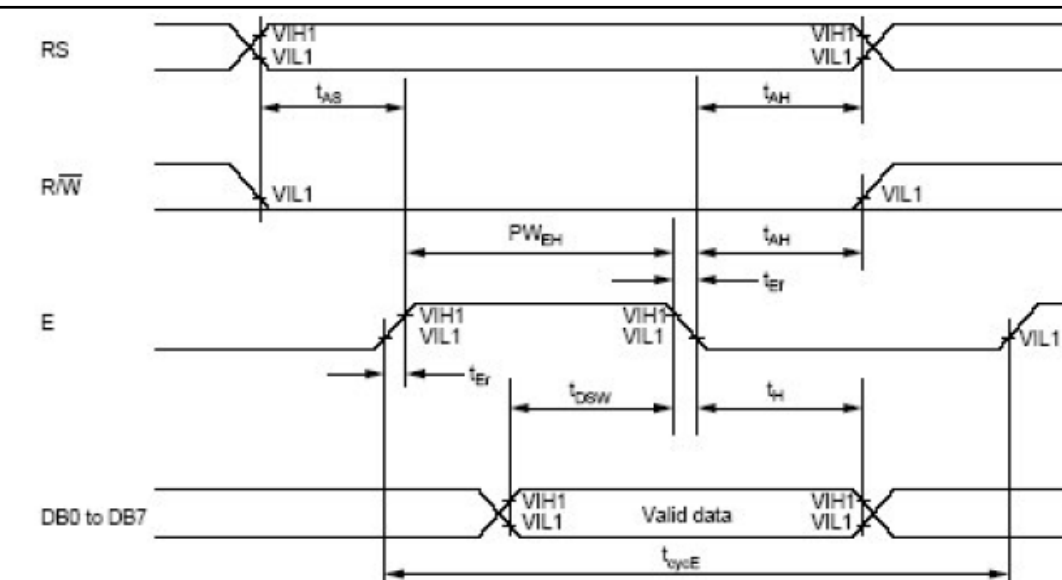 RS VIH1 VIH1
VIL1 VIL1
tAS tAH
R/W̅ VIL1 VIL1
PWEH tAH
tEr
E VIH1 VIH1
VIL1 VIL1 VIL1
tEr
tDSW tH
VIH1 VIH1
DB0 to DB7 VIL1 Valid data VIL1
tcycE